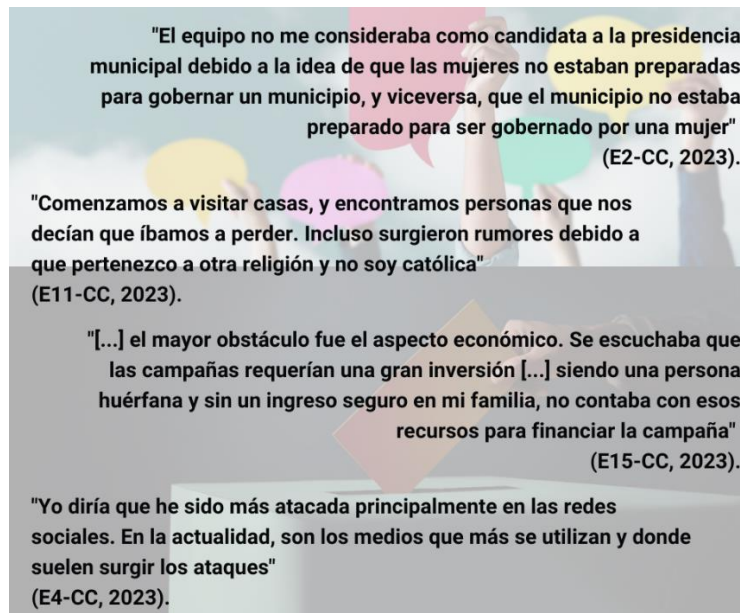 "El equipo no me consideraba como candidata a la presidencia
municipal debido a la idea de que las mujeres no estaban preparadas
para gobernar un municipio, y viceversa, que el municipio no estaba
preparado para ser gobernado por una mujer"
(E2-CC, 2023).
"Comenzamos a visitar casas, y encontramos personas que nos
decían que íbamos a perder. Incluso surgieron rumores debido a
que pertenezco a otra religión y no soy católica"
(E11-CC, 2023).
"[...] el mayor obstáculo fue el aspecto económico. Se escuchaba que
las campañas requerían una gran inversión [...] siendo una persona
huérfana y sin un ingreso seguro en mi familia, no contaba con esos
recursos para financiar la campaña"
(E15-CC, 2023).
"Yo diría que he sido más atacada principalmente en las redes
sociales. En la actualidad, son los medios que más se utilizan y donde
suelen surgir los ataques"
(E4-CC, 2023).